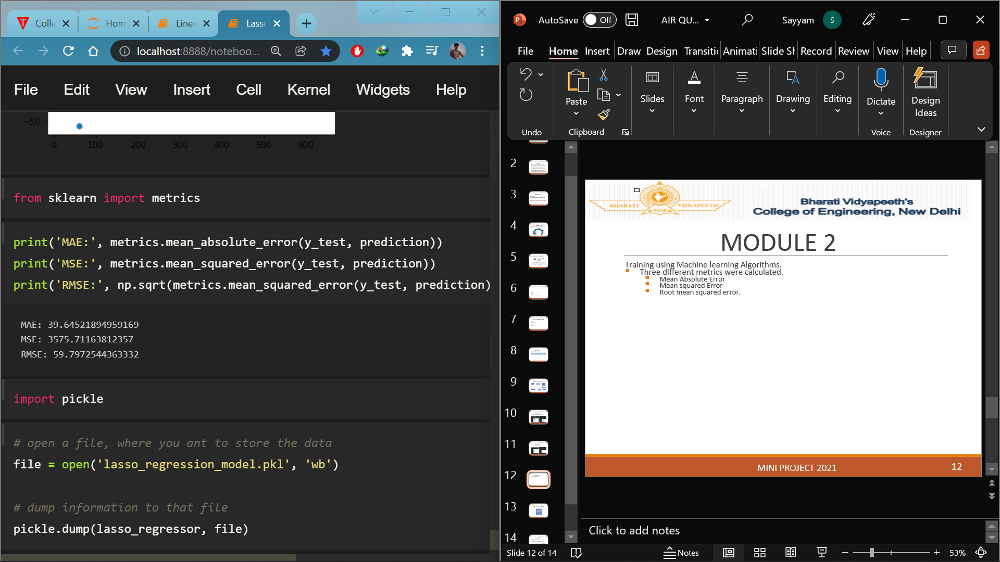 Colle
Hom
Linea
Lasso
localhost:8888/noteboo...
File Edit View Insert Cell Kernel Widgets Help
−50
0 100 200 300 400 500 600
from sklearn import metrics
print('MAE:', metrics.mean_absolute_error(y_test, prediction))
print('MSE:', metrics.mean_squared_error(y_test, prediction))
print('RMSE:', np.sqrt(metrics.mean_squared_error(y_test, prediction)
MAE: 39.64521894959169
MSE: 3575.71163812357
RMSE: 59.7972544363332
import pickle
# open a file, where you ant to store the data
file = open('lasso_regression_model.pkl', 'wb')
# dump information to that file
pickle.dump(lasso_regressor, file)
AutoSave Off AIR QU... Sayyam S
File Home Insert Draw Design Transitic Animati Slide Sh Record Review View Help
Paste Slides Font Paragraph Drawing Editing Dictate Design
Ideas
Undo Clipboard Voice Designer
2
3
4
5
6
7
8
9
10
11
12
13
14
BHARATI VIDYAPEETH
PUNE
Bharati Vidyapeeth's
College of Engineering, New Delhi
MODULE 2
Training using Machine learning Algorithms.
Three different metrics were calculated.
Mean Absolute Error
Mean squared Error
Root mean squared error.
MINI PROJECT 2021 12
Click to add notes
Slide 12 of 14 Notes 53%